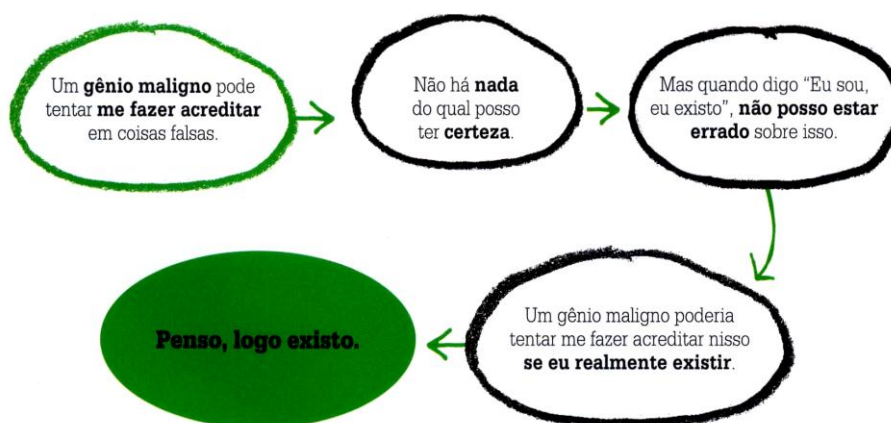 Um gênio maligno pode
tentar me fazer acreditar
em coisas falsas.
Não há nada
do qual posso
ter certeza.
Mas quando digo “Eu sou,
eu existo”, não posso estar
errado sobre isso.
Um gênio maligno poderia
tentar me fazer acreditar nisso
se eu realmente existir.
Penso, logo existo.